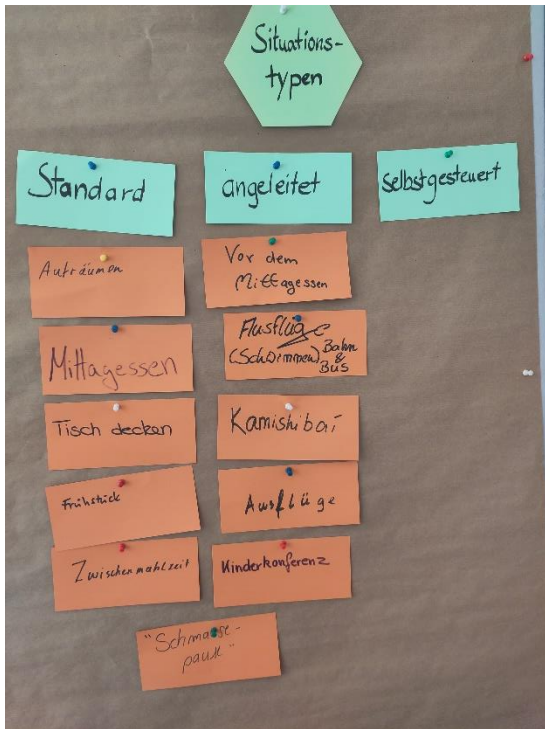 Situations-
typen
Standard
angeleitet
selbstgesteuert
Aufräumen
Mittagessen
Tisch decken
Frühstück
Zwischenmahlzeit
"Schmause-
pause"
Vor dem
Mittagessen
Ausflüge
(Schwimmen) Bahn
&
Bus
Kamishibai
Ausflüge
Kinderkonferenz